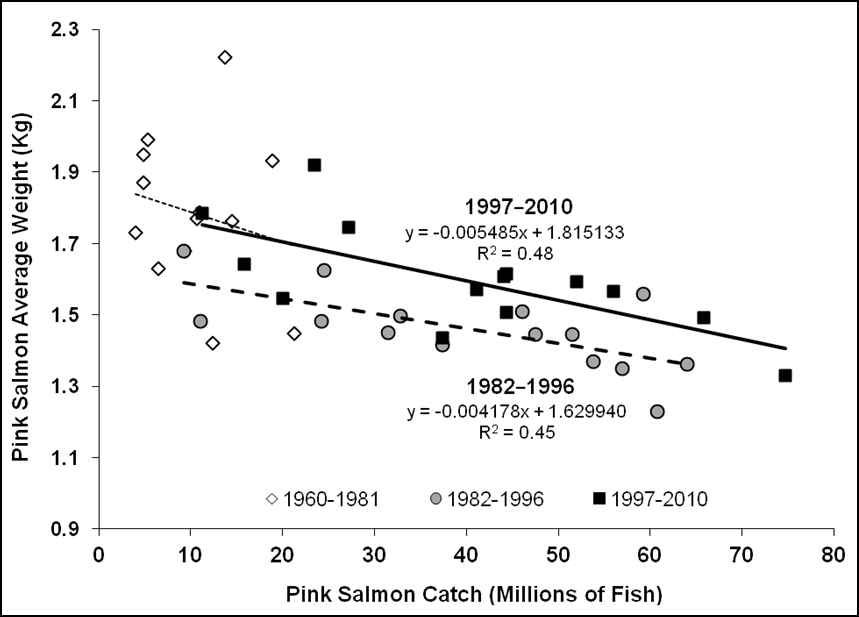 2.3
2.1
1.9
1.7
1.5
1.3
1.1
0.9
Pink Salmon Average Weight (Kg)
1997–2010
y = -0.005485x + 1.815133
R² = 0.48
1982–1996
y = -0.004178x + 1.629940
R² = 0.45
1960-1981 1982-1996 1997-2010
0 10 20 30 40 50 60 70 80
Pink Salmon Catch (Millions of Fish)